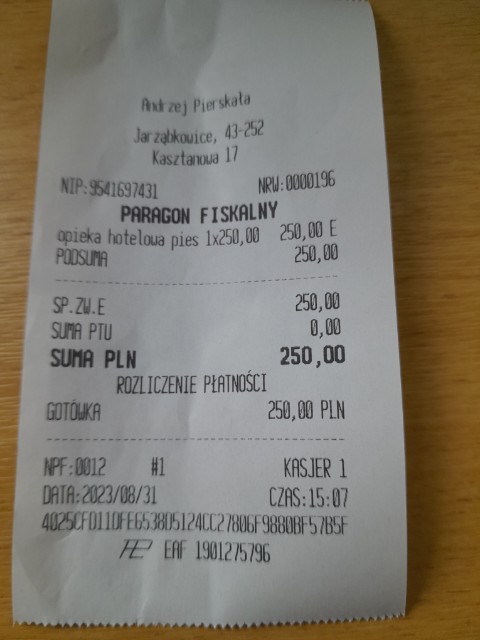 Andrzej Pierskała
Jarząbkowice, 43-252
Kasztanowa 17
NIP:9541697431 NRW:0000196
PARAGON FISKALNY
opieka hotelowa pies 1x250,00 250,00 E
PODSUMA 250,00
SP.ZW.E 250,00
SUMA PTU 0,00
SUMA PLN 250,00
ROZLICZENIE PŁATNOŚCI
GOTÓWKA 250,00 PLN
NPF:0012 #1 KASJER 1
DATA:2023/08/31 CZAS:15:07
4025CFD11DFEG538D5124CC27806F9880BF57B5F
EAF 1901275796